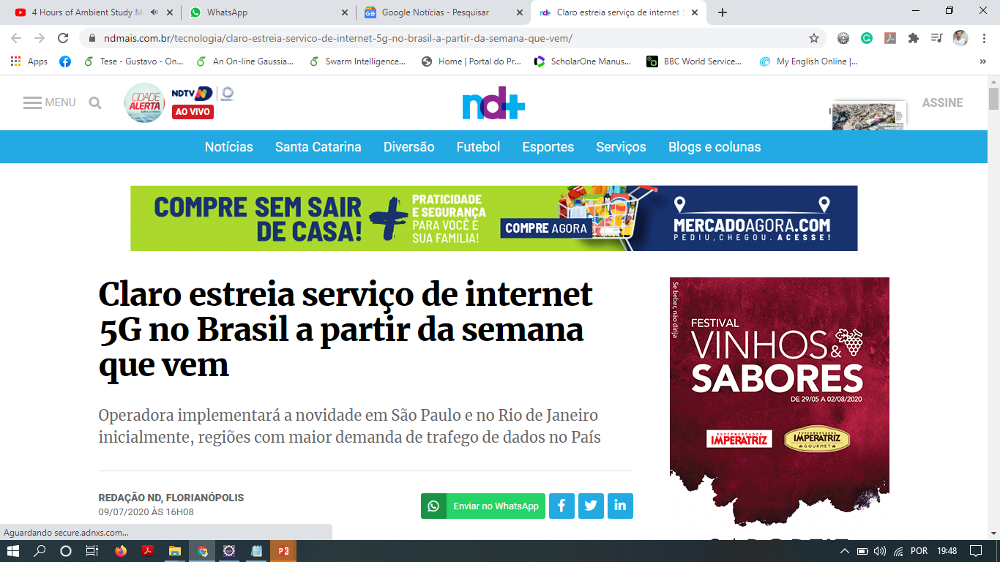 4 Hours of Ambient Study M
WhatsApp
Google Notícias - Pesquisar
Claro estreia serviço de internet 5
ndmais.com.br/tecnologia/claro-estreia-servico-de-internet-5g-no-brasil-a-partir-da-semana-que-vem/
Apps
Tese - Gustavo - On...
An On-line Gaussia...
Swarm Intelligence...
Home | Portal do Pr...
ScholarOne Manus...
BBC World Service...
My English Online |...
MENU
CIDADE
ALERTA
SANTA CATARINA
NDTV
RECORD
AO VIVO
nd+
ASSINE
Notícias
Santa Catarina
Diversão
Futebol
Esportes
Serviços
Blogs e colunas
COMPRE SEM SAIR
DE CASA!
+
PRATICIDADE
E SEGURANÇA
PARA VOCÊ E
SUA FAMILIA!
COMPRE AGORA
MERCADOAGORA.COM
PEDIU, CHEGOU. ACESSE!
Claro estreia serviço de internet
5G no Brasil a partir da semana
que vem
Operadora implementará a novidade em São Paulo e no Rio de Janeiro
inicialmente, regiões com maior demanda de trafego de dados no País
REDAÇÃO ND, FLORIANÓPOLIS
09/07/2020 ÀS 16H08
Enviar no WhatsApp
Se beber, não dirija
FESTIVAL
VINHOS&
SABORES
DE 29/05 A 02/08/2020
SUPERMERCADOS
IMPERATRIZ
SUPERMERCADOS
IMPERATRIZ
GOURMET
Aguardando secure.adnxs.com...
POR
19:48